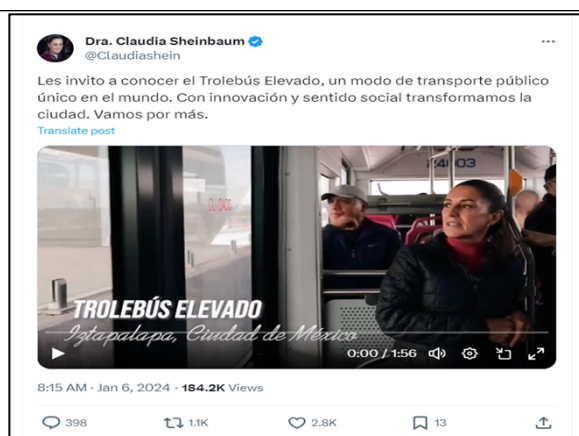 Dra. Claudia Sheinbaum
@Claudiashein
Les invito a conocer el Trolebús Elevado, un modo de transporte público
único en el mundo. Con innovación y sentido social transformamos la
ciudad. Vamos por más.
Translate post
24003
CUIDADO
TROLEBÚS ELEVADO
Iztapalapa, Ciudad de México
0:00 / 1:56
8:15 AM · Jan 6, 2024 · 184.2K Views
398 1.1K 2.8K 13